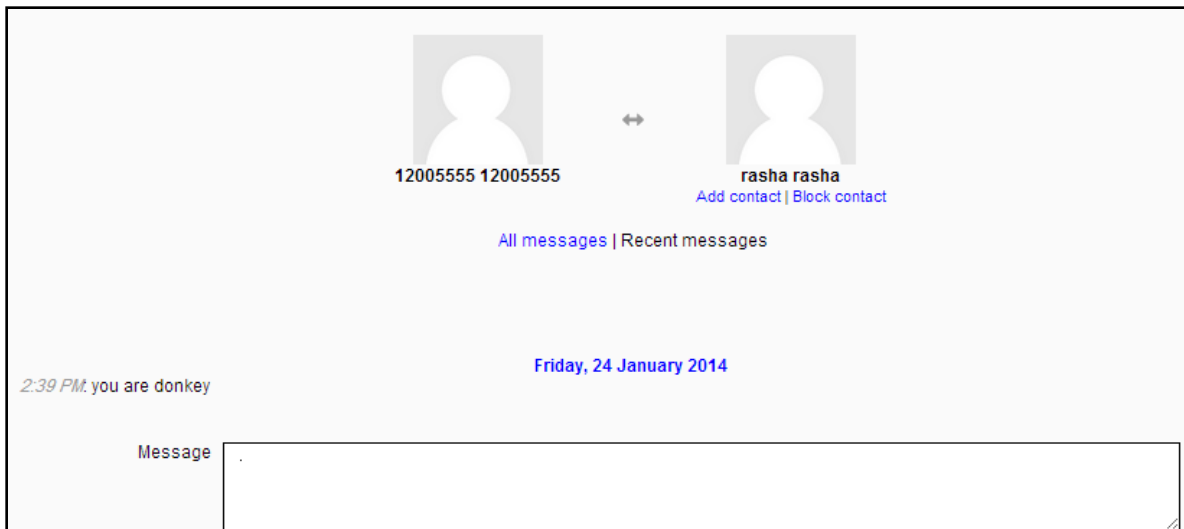 12005555 12005555
rasha rasha
Add contact | Block contact
All messages | Recent messages
Friday, 24 January 2014
2:39 PM: you are donkey
Message
.